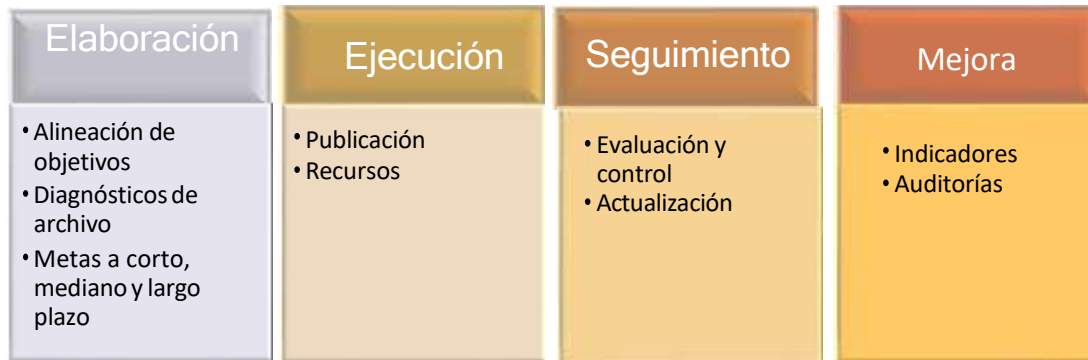 Elaboración
• Alineación de
objetivos
• Diagnósticos de
archivo
• Metas a corto,
mediano y largo
plazo
Ejecución
• Publicación
• Recursos
Seguimiento
• Evaluación y
control
• Actualización
Mejora
• Indicadores
• Auditorías